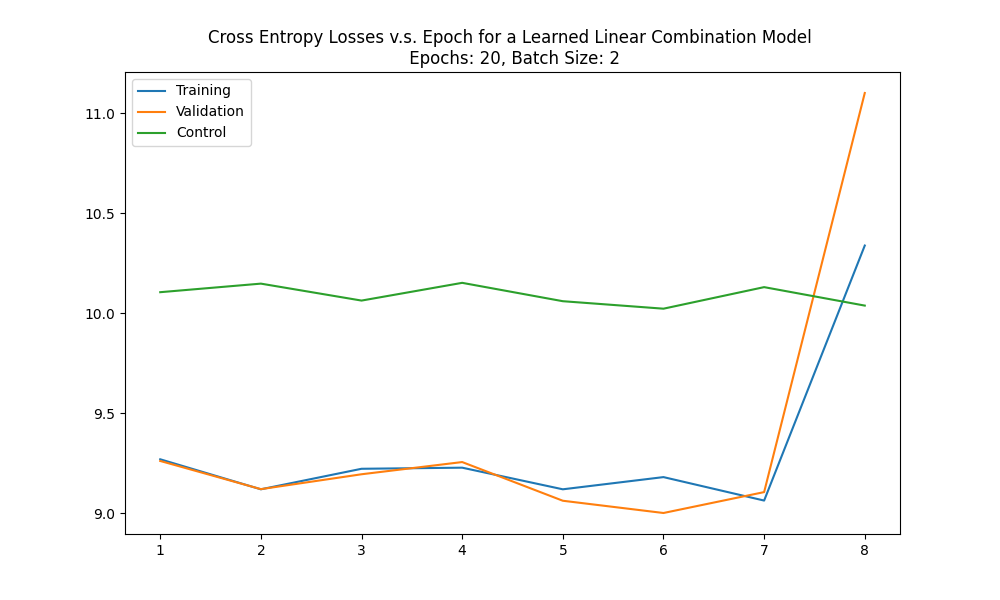 Cross Entropy Losses v.s. Epoch for a Learned Linear Combination Model
Epochs: 20, Batch Size: 2
Training
Validation
Control
11.0
10.5
10.0
9.5
9.0
1 2 3 4 5 6 7 8